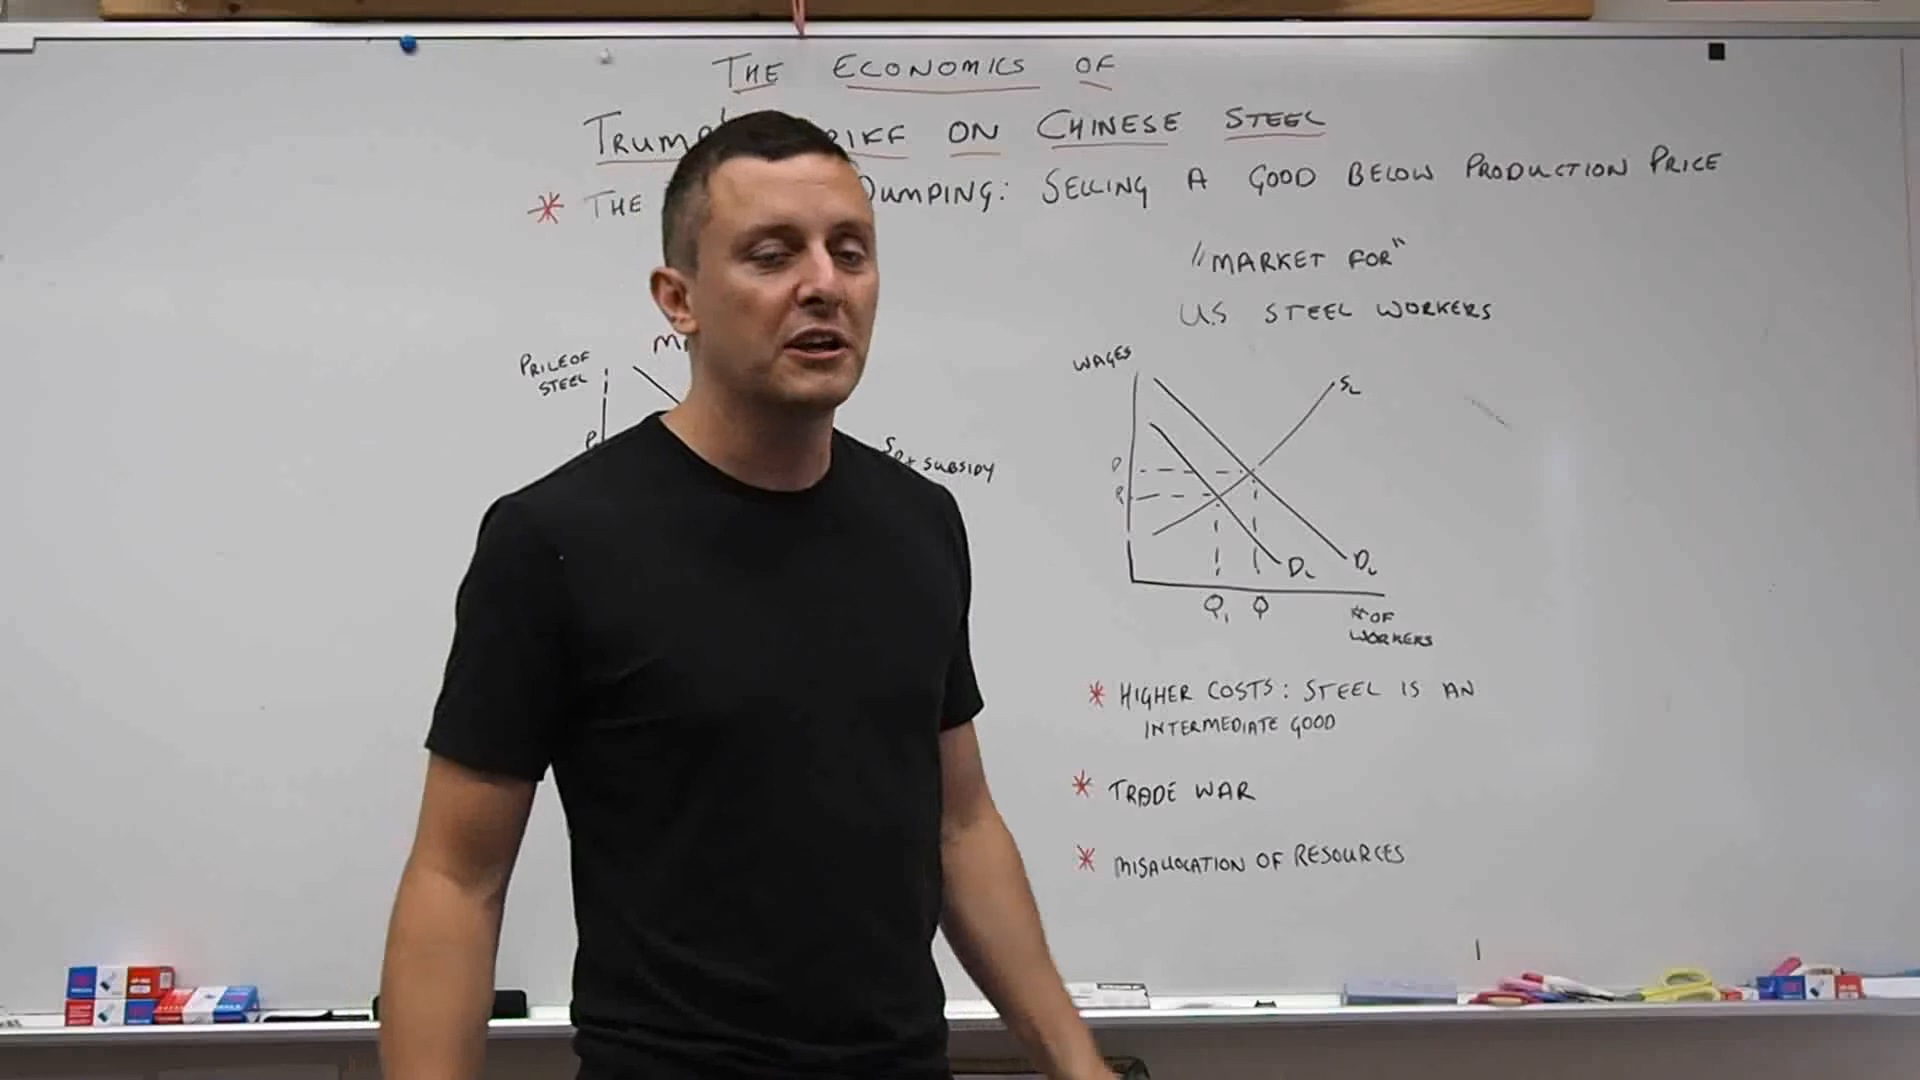 THE ECONOMICS OF
TRUMP' RIFF ON CHINESE STEEL
* THE DUMPING: SELLING A GOOD BELOW PRODUCTION PRICE
"MARKET FOR"
U.S STEEL WORKERS
PRICE OF
STEEL
+ SUBSIDY
WAGES
SL
P
P1
DL
DL
Q1
Q
# OF
WORKERS
* HIGHER COSTS: STEEL IS AN
INTERMEDIATE GOOD
* TRADE WAR
* MISALLOCATION OF RESOURCES